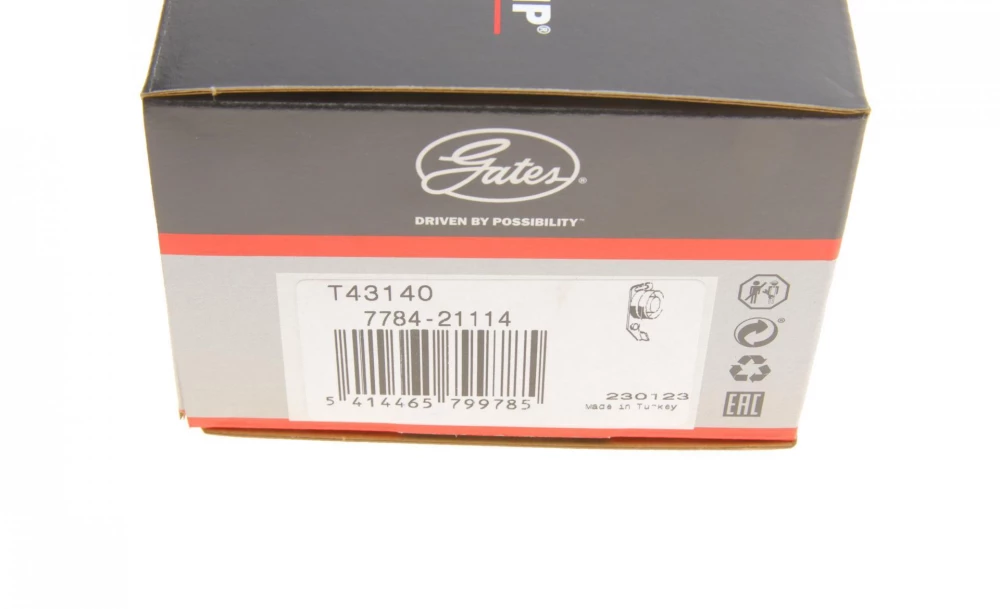 Gates®
DRIVEN BY POSSIBILITY™
T43140
7784-21114
5 414465 799785
230123
Made in Turkey
EAC